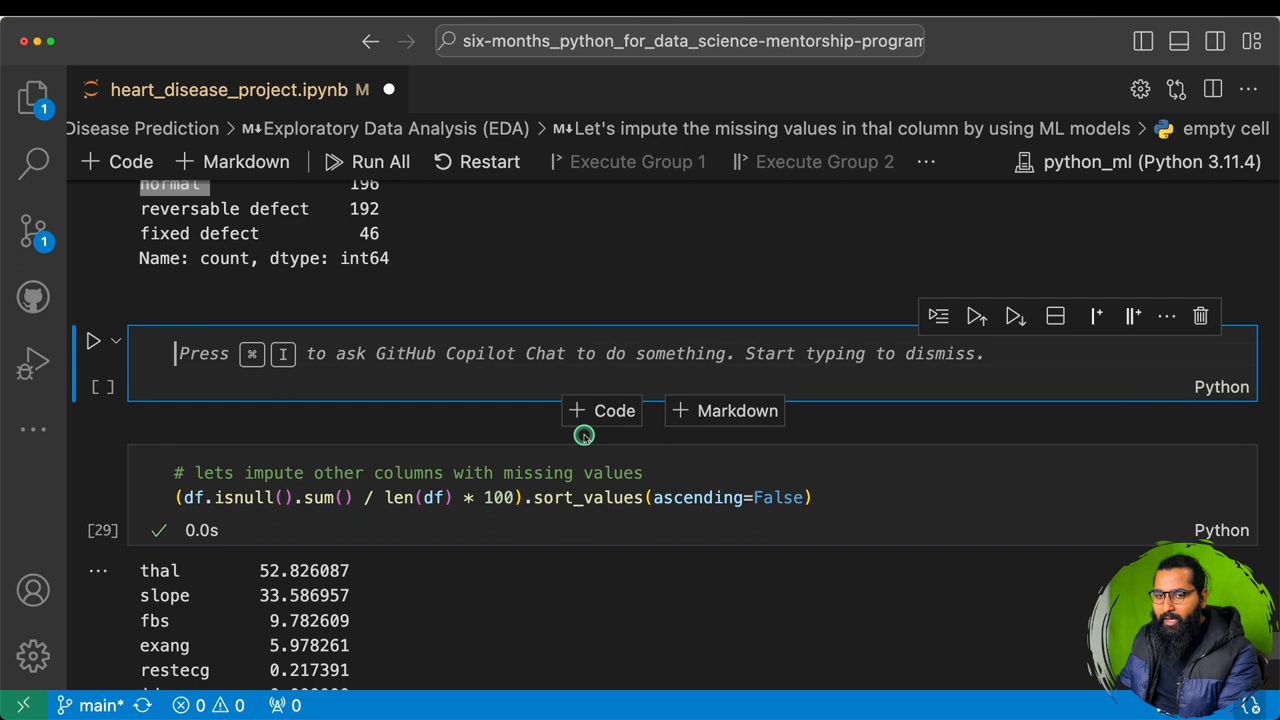 six-months_python_for_data_science-mentorship-program
1
heart_disease_project.ipynb M
Disease Prediction > M↓Exploratory Data Analysis (EDA) > M↓Let's impute the missing values in thal column by using ML models > empty cell
+ Code + Markdown Run All Restart Execute Group 1 Execute Group 2 ... python_ml (Python 3.11.4)
normal 196
reversable defect 192
1
fixed defect 46
Name: count, dtype: int64
Press ⌘ I to ask GitHub Copilot Chat to do something. Start typing to dismiss.
[ ] Python
+ Code + Markdown
# lets impute other columns with missing values
(df.isnull().sum() / len(df) * 100).sort_values(ascending=False)
[29] ✓ 0.0s Python
... thal 52.826087
slope 33.586957
fbs 9.782609
exang 5.978261
restecg 0.217391
main* 0 0 0